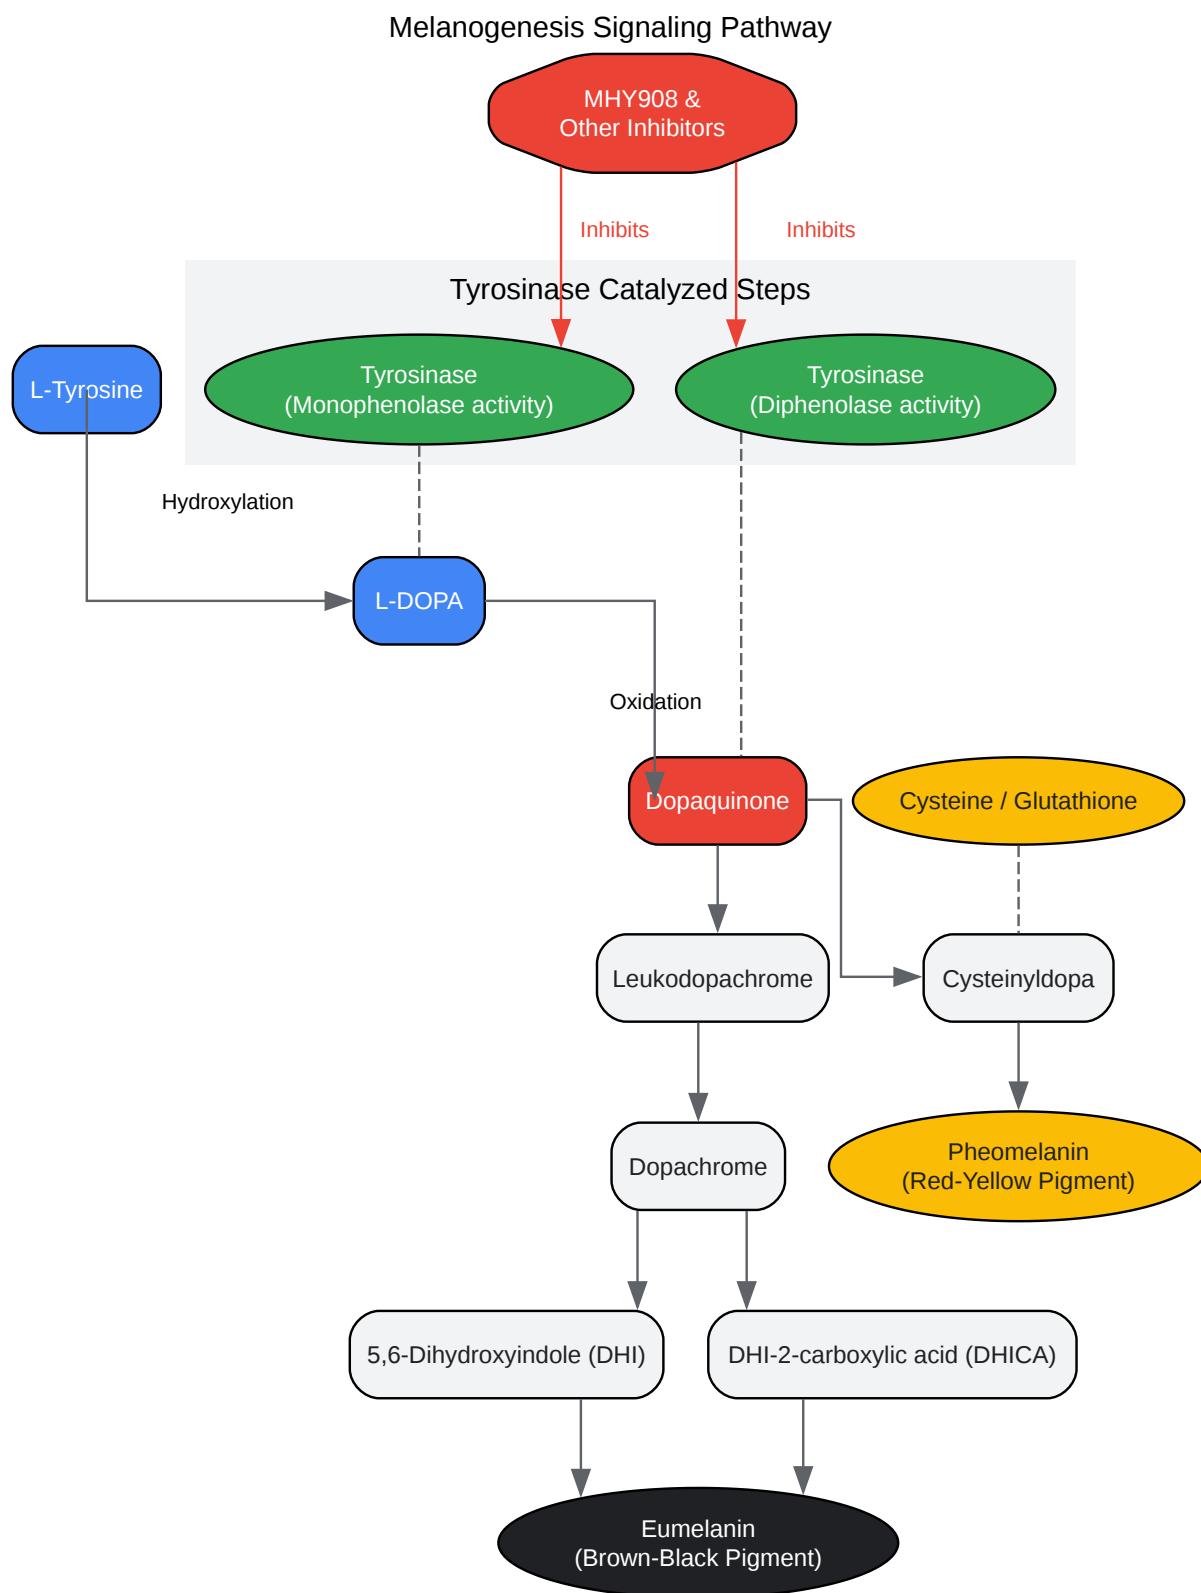 Melanogenesis Signaling Pathway
MHY908 &
Other Inhibitors
Inhibits
Inhibits
Tyrosinase Catalyzed Steps
L-Tyrosine
Tyrosinase
(Monophenolase activity)
Tyrosinase
(Diphenolase activity)
Hydroxylation
L-DOPA
Oxidation
Dopaquinone
Cysteine / Glutathione
Leukodopachrome
Cysteinyldopa
Dopachrome
Pheomelanin
(Red-Yellow Pigment)
5,6-Dihydroxyindole (DHI)
DHI-2-carboxylic acid (DHICA)
Eumelanin
(Brown-Black Pigment)